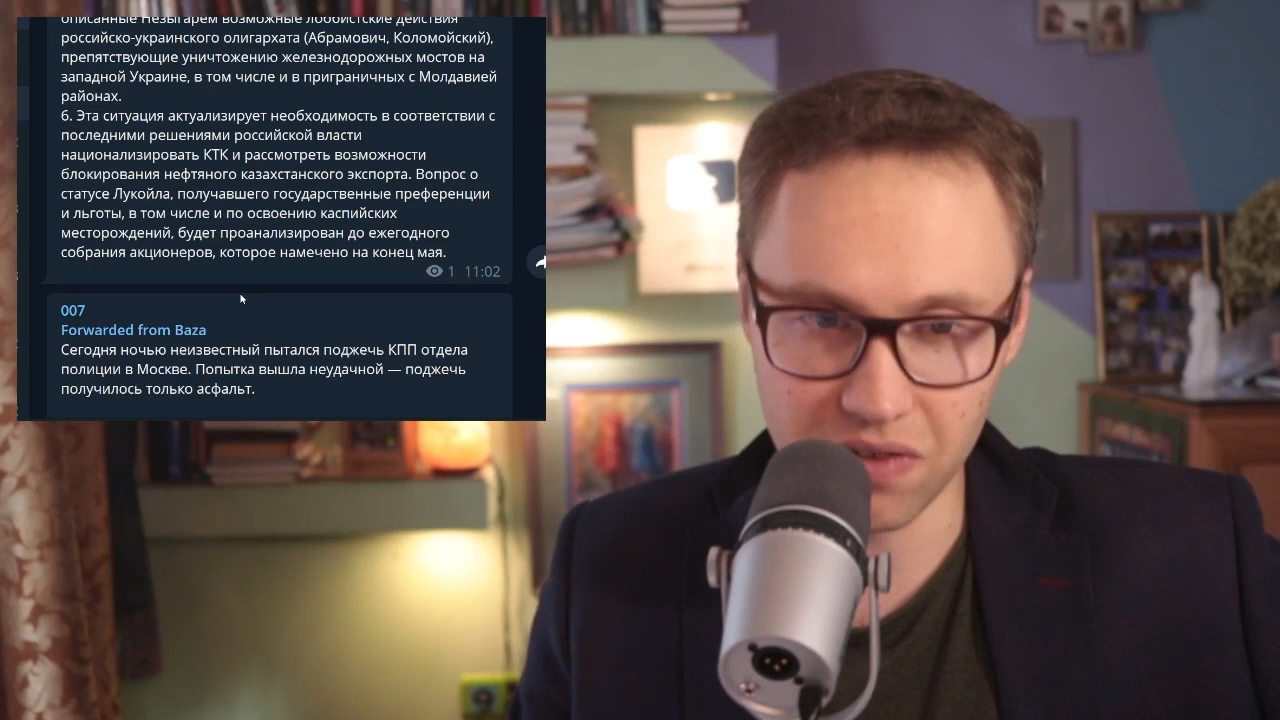 описанные Незыгарем возможные лоббистские действия
российско-украинского олигархата (Абрамович, Коломойский),
препятствующие уничтожению железнодорожных мостов на
западной Украине, в том числе и в приграничных с Молдавией
районах.
6. Эта ситуация актуализирует необходимость в соответствии с
последними решениями российской власти
национализировать КТК и рассмотреть возможности
блокирования нефтяного казахстанского экспорта. Вопрос о
статусе Лукойла, получавшего государственные преференции
и льготы, в том числе и по освоению каспийских
месторождений, будет проанализирован до ежегодного
собрания акционеров, которое намечено на конец мая.
1 11:02
007
Forwarded from Baza
Сегодня ночью неизвестный пытался поджечь КПП отдела
полиции в Москве. Попытка вышла неудачной — поджечь
получилось только асфальт.